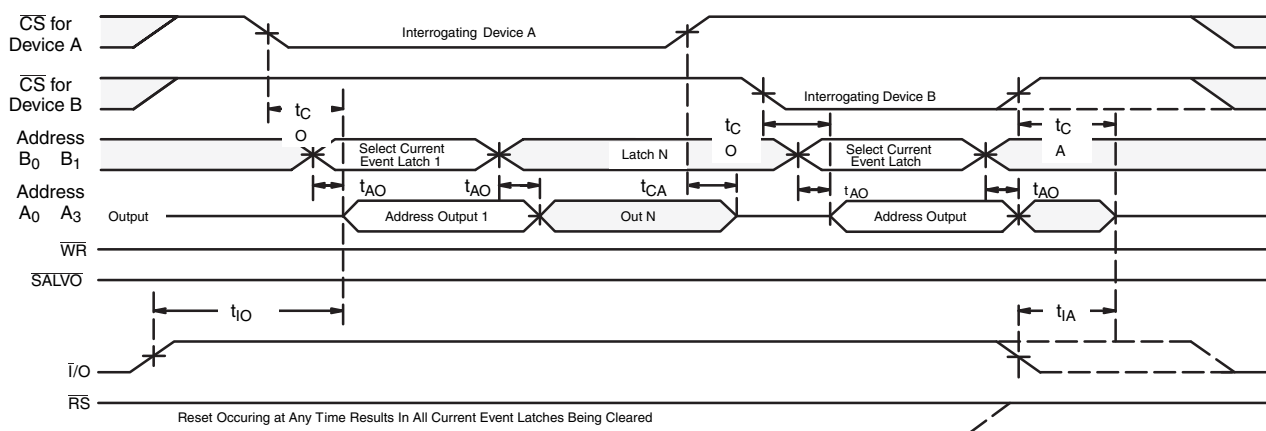 CS for
Device A
Interrogating Device A
CS for
Device B
Interrogating Device B
tC
O
tC
O
tC
A
Address
B0 B1
Select Current
Event Latch 1
Latch N
Select Current
Event Latch
tAO
tAO
tCA
tAO
tAO
Address
A0 A3
Output
Address Output 1
Out N
Address Output
WR
SALVO
tIO
tIA
I/O
RS
Reset Occuring at Any Time Results In All Current Event Latches Being Cleared